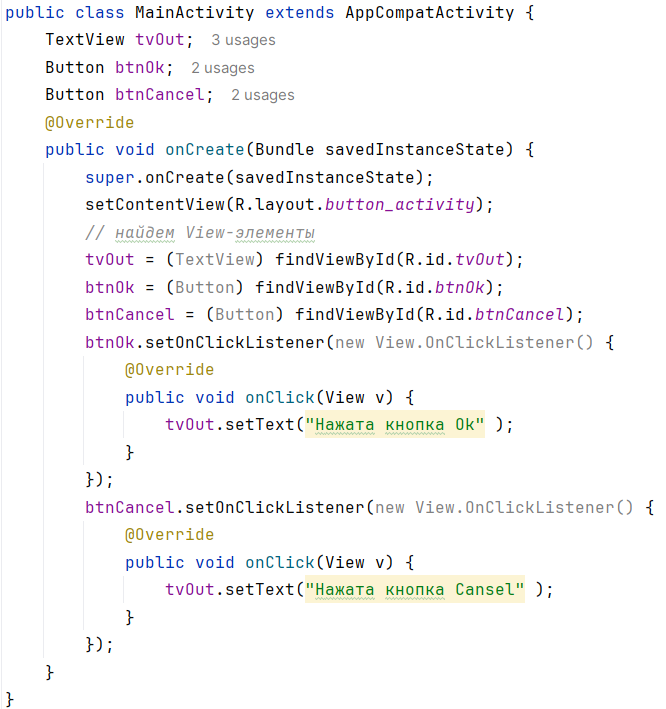 public class MainActivity extends AppCompatActivity {
TextView tvOut; 3 usages
Button btnOk; 2 usages
Button btnCancel; 2 usages
@Override
public void onCreate(Bundle savedInstanceState) {
super.onCreate(savedInstanceState);
setContentView(R.layout.button_activity);
// найдем View-элементы
tvOut = (TextView) findViewById(R.id.tvOut);
btnOk = (Button) findViewById(R.id.btnOk);
btnCancel = (Button) findViewById(R.id.btnCancel);
btnOk.setOnClickListener(new View.OnClickListener() {
@Override
public void onClick(View v) {
tvOut.setText("Нажата кнопка Ok" );
}
});
btnCancel.setOnClickListener(new View.OnClickListener() {
@Override
public void onClick(View v) {
tvOut.setText("Нажата кнопка Cansel" );
}
});
}
}